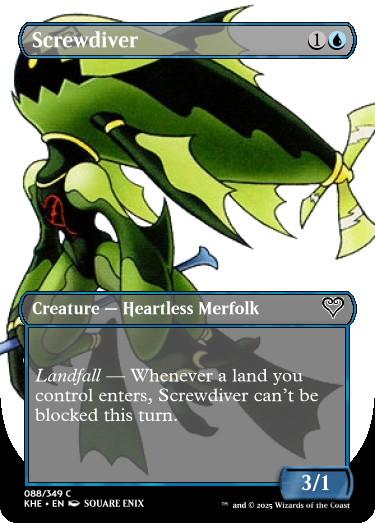 Screwdiver 1
Creature — Heartless Merfolk
Landfall — Whenever a land you
control enters, Screwdiver can't be
blocked this turn.
3/1
088/349 C
KHE • EN SQUARE ENIX
™ and © 2025 Wizards of the Coast